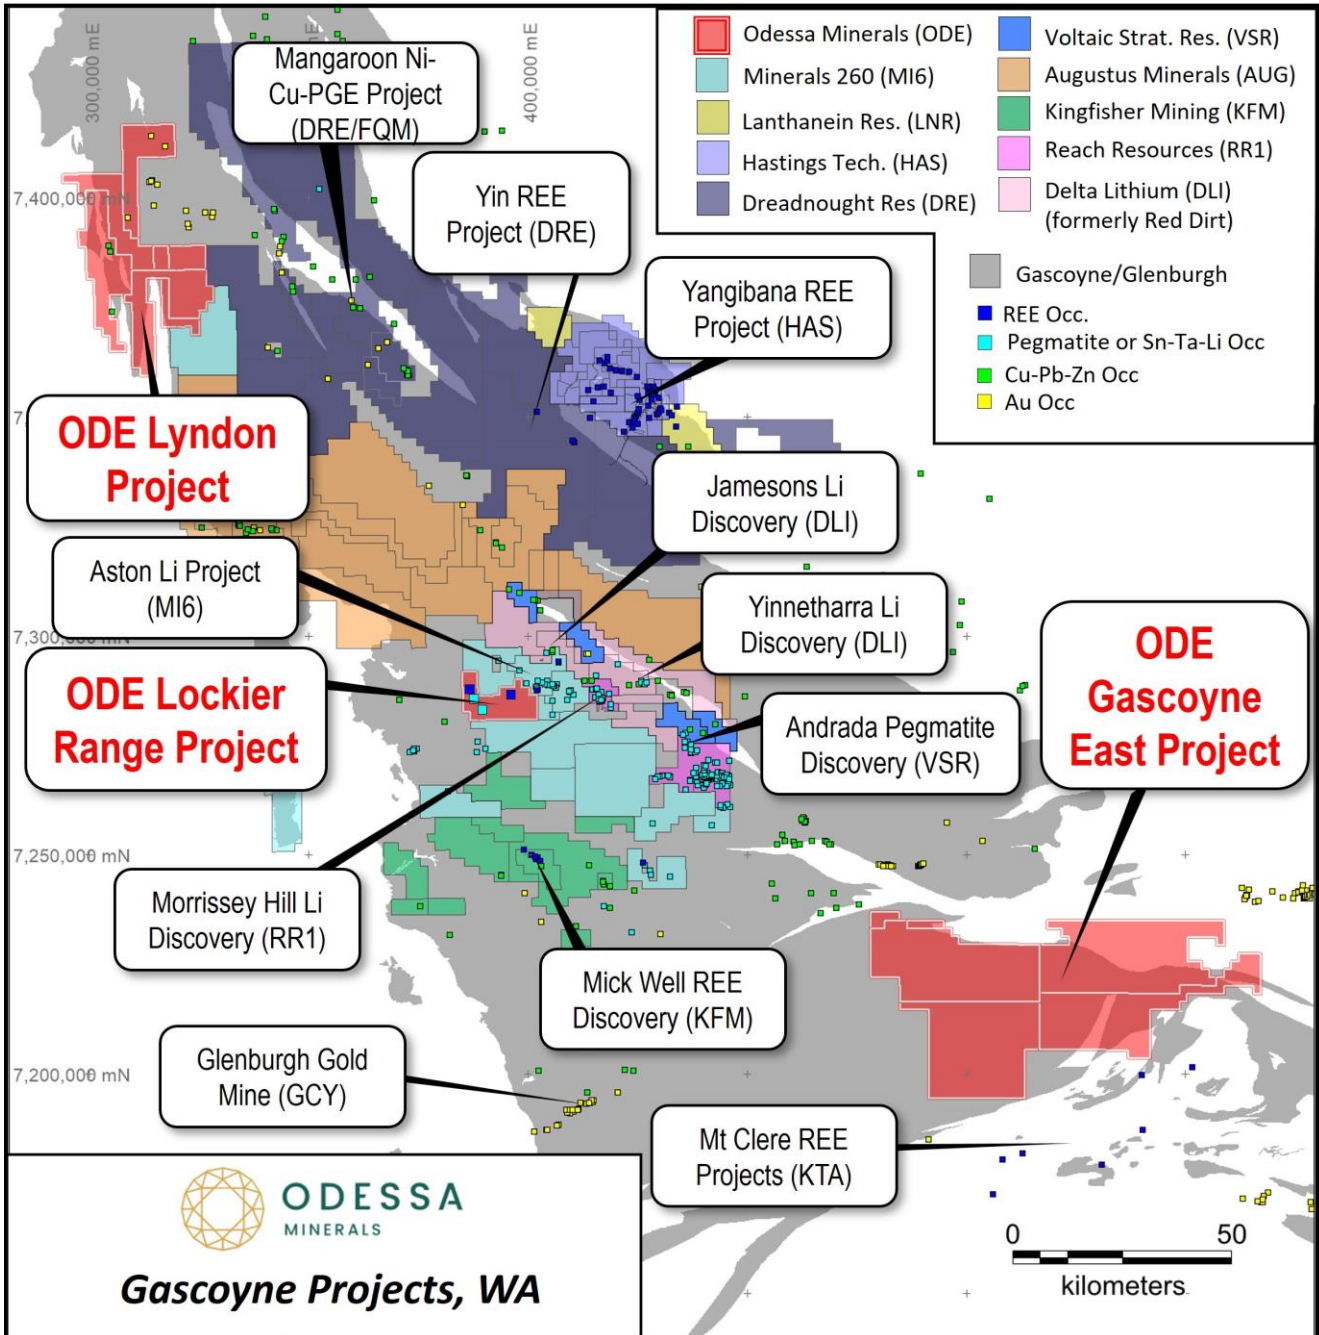 300,000 mE
mE
400,000 mE
Mangaroon Ni-
Cu-PGE Project
(DRE/FQM)
Yin REE
Project (DRE)
Yangibana REE
Project (HAS)
Odessa Minerals (ODE)
Minerals 260 (MI6)
Lanthanein Res. (LNR)
Hastings Tech. (HAS)
Dreadnought Res (DRE)
Voltaic Strat. Res. (VSR)
Augustus Minerals (AUG)
Kingfisher Mining (KFM)
Reach Resources (RR1)
Delta Lithium (DLI)
(formerly Red Dirt)
Gascoyne/Glenburgh
REE Occ.
Pegmatite or Sn-Ta-Li Occ
Cu-Pb-Zn Occ
Au Occ
7,400,000 mN
ODE Lyndon
Project
Jamesons Li
Discovery (DLI)
Aston Li Project
(MI6)
Yinnetharra Li
Discovery (DLI)
7,300,000 mN
ODE Lockier
Range Project
Andrada Pegmatite
Discovery (VSR)
ODE
Gascoyne
East Project
7,250,000 mN
Morrissey Hill Li
Discovery (RR1)
Mick Well REE
Discovery (KFM)
Glenburgh Gold
Mine (GCY)
7,200,000 mN
Mt Clere REE
Projects (KTA)
ODESSA
MINERALS
Gascoyne Projects, WA
0 50
kilometers